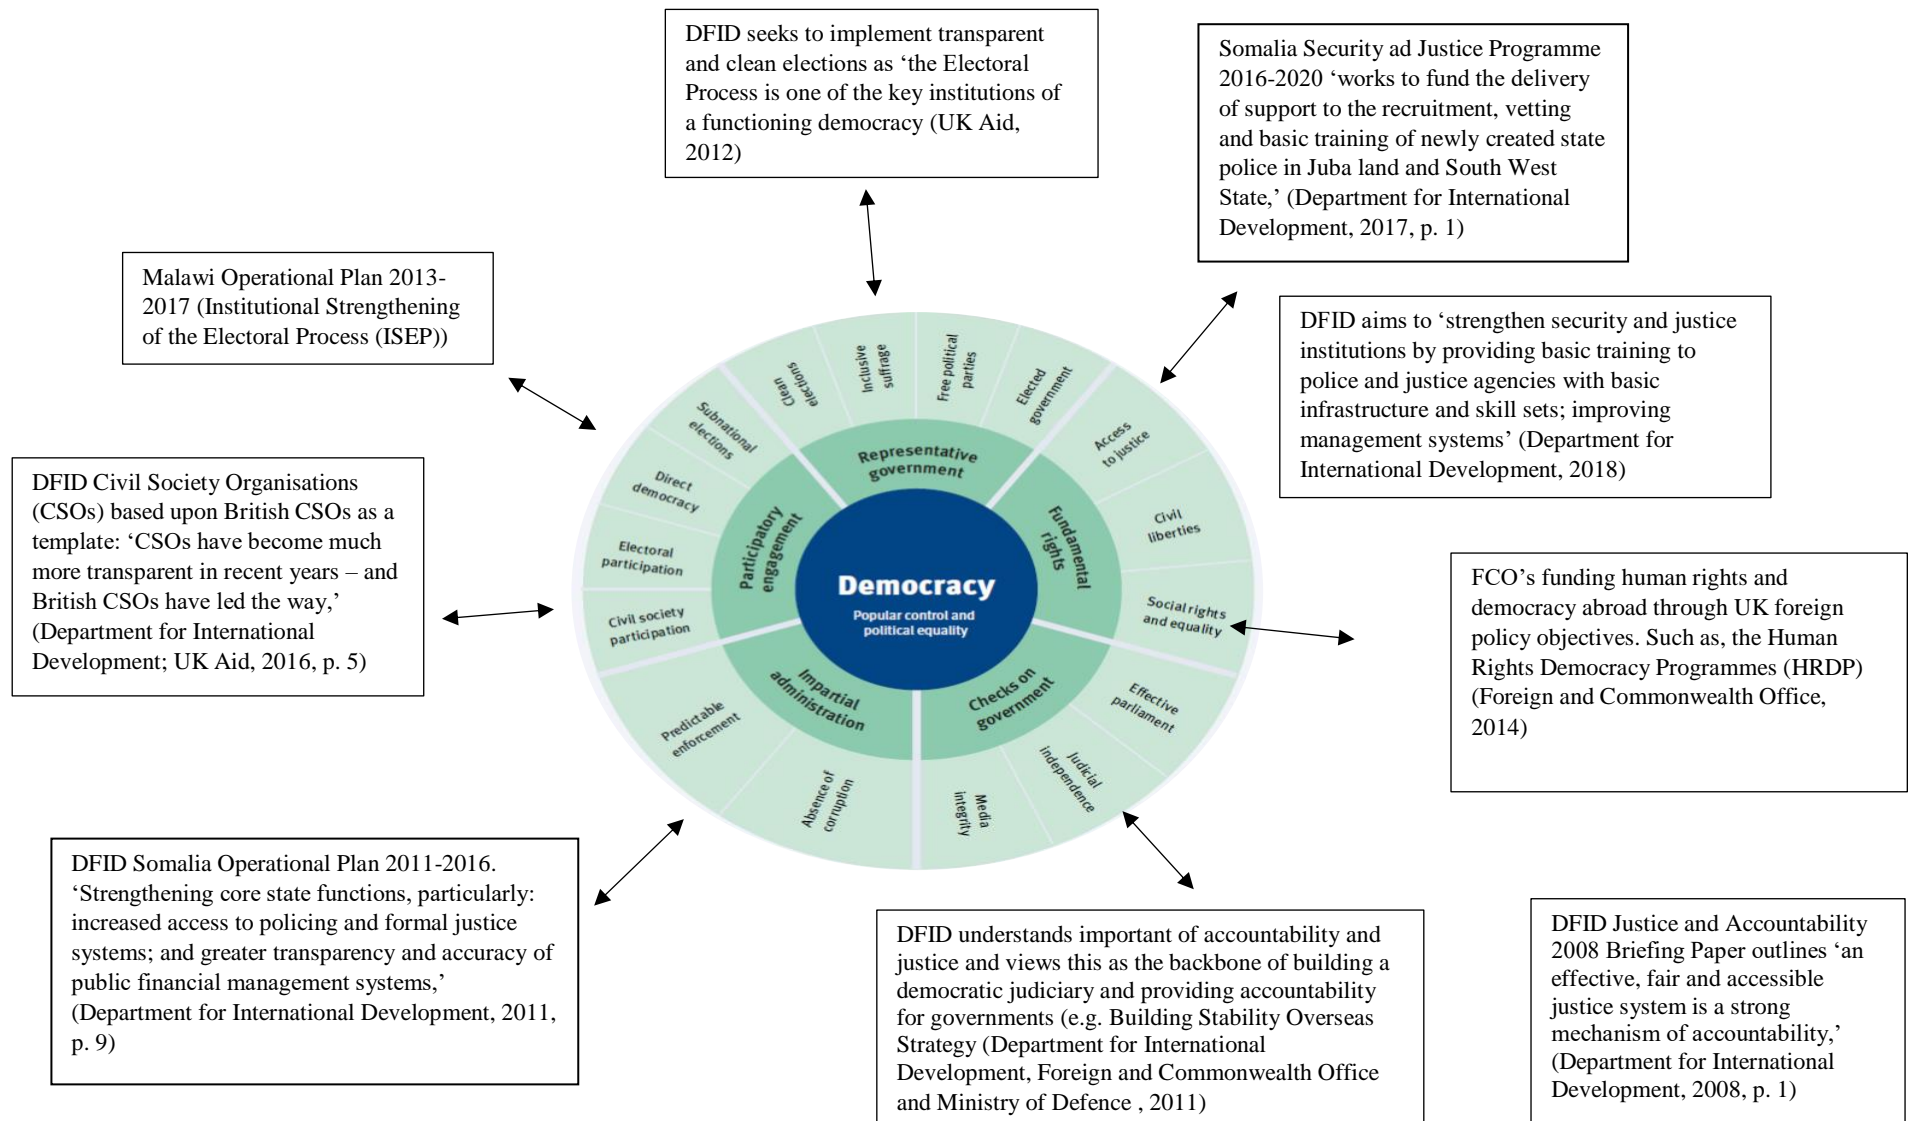 DFID seeks to implement transparent
and clean elections as ‘the Electoral
Process is one of the key institutions of
a functioning democracy (UK Aid,
2012)
Somalia Security ad Justice Programme
2016-2020 ‘works to fund the delivery
of support to the recruitment, vetting
and basic training of newly created state
police in Juba land and South West
State,’ (Department for International
Development, 2017, p. 1)
Malawi Operational Plan 2013-
2017 (Institutional Strengthening
of the Electoral Process (ISEP))
DFID aims to ‘strengthen security and justice
institutions by providing basic training to
police and justice agencies with basic
infrastructure and skill sets; improving
management systems’ (Department for
International Development, 2018)
DFID Civil Society Organisations
(CSOs) based upon British CSOs as a
template: ‘CSOs have become much
more transparent in recent years – and
British CSOs have led the way,’
(Department for International
Development; UK Aid, 2016, p. 5)
FCO’s funding human rights and
democracy abroad through UK foreign
policy objectives. Such as, the Human
Rights Democracy Programmes (HRDP)
(Foreign and Commonwealth Office,
2014)
Democracy
Popular control and
political equality
Representative
government
Clean
elections
Inclusive
suffrage
Free political
parties
Elected
government
Fundamental
rights
Access
to justice
Civil
liberties
Social rights
and equality
Checks on
government
Effective
parliament
Judicial
independence
Media
integrity
Impartial
administration
Absence of
corruption
Predictable
enforcement
Participatory
engagement
Civil society
participation
Electoral
participation
Direct
democracy
Subnational
elections
DFID Somalia Operational Plan 2011-2016.
‘Strengthening core state functions, particularly:
increased access to policing and formal justice
systems; and greater transparency and accuracy of
public financial management systems,’
(Department for International Development, 2011,
p. 9)
DFID understands important of accountability and
justice and views this as the backbone of building a
democratic judiciary and providing accountability
for governments (e.g. Building Stability Overseas
Strategy (Department for International
Development, Foreign and Commonwealth Office
and Ministry of Defence , 2011)
DFID Justice and Accountability
2008 Briefing Paper outlines ‘an
effective, fair and accessible
justice system is a strong
mechanism of accountability,’
(Department for International
Development, 2008, p. 1)